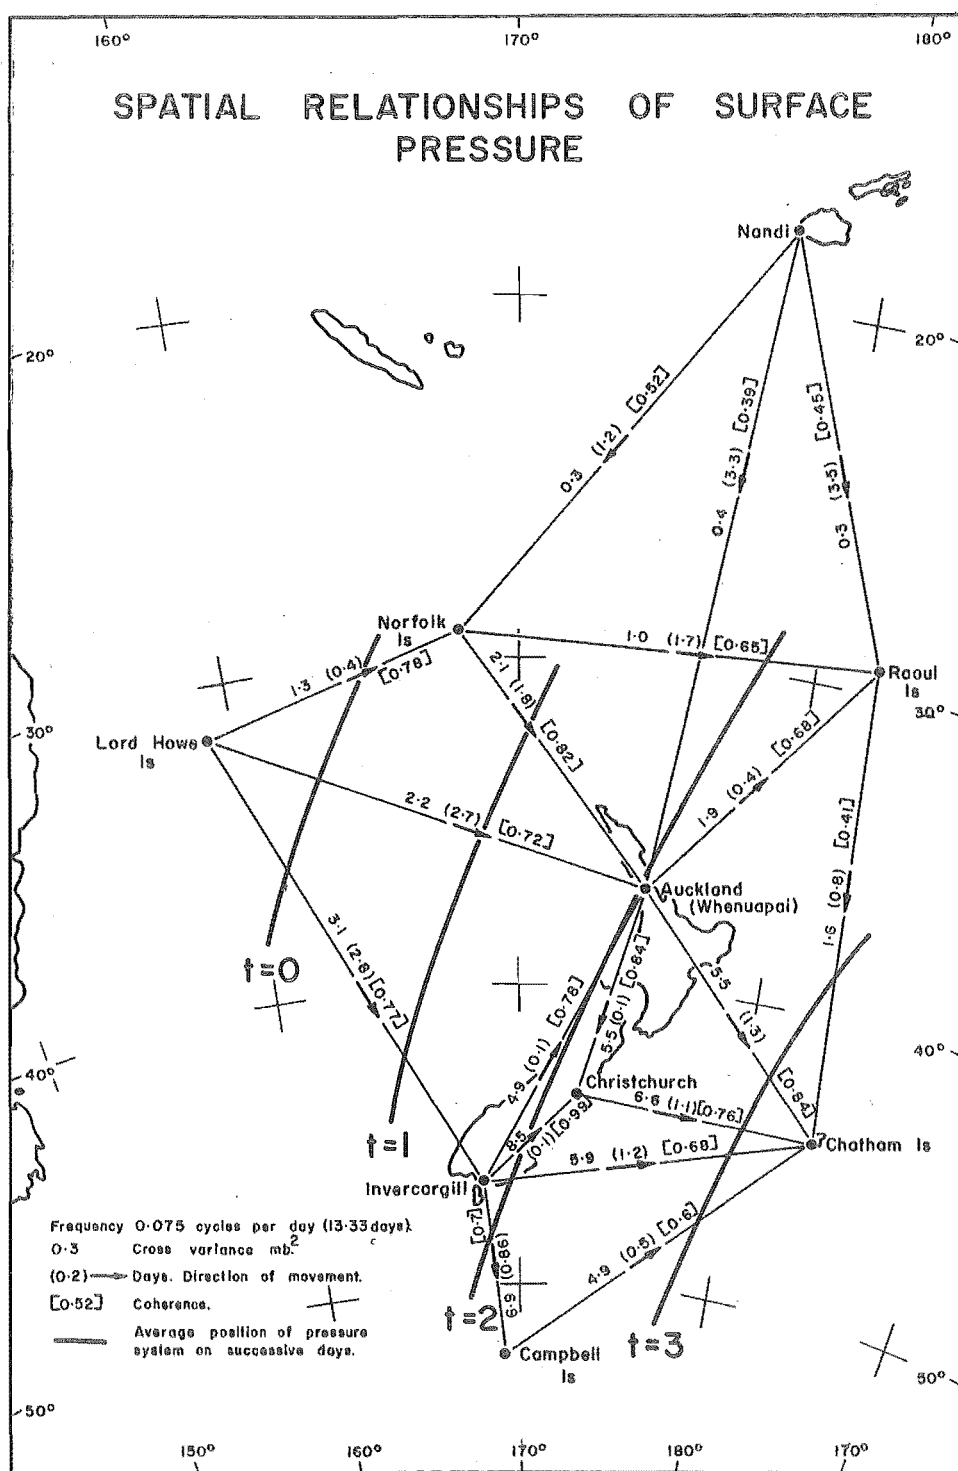 160°
170°
180°
SPATIAL RELATIONSHIPS OF SURFACE
PRESSURE
Nandi
20°
20°
0·3 (1·2) [0·52]
0·4 (3·3) [0·39]
0·3 (3·5) [0·45]
Norfolk
Is
1·3 (0·4) [0·78]
1·0 (1·7) [0·65]
Raoul
Is
30°
30°
Lord Howe
Is
2·1 (1·8) [0·82]
2·2 (2·7) [0·72]
1·9 (0·4) [0·68]
1·6 (0·8) [0·41]
Auckland
(Whenuapai)
3·1 (2·8) [0·77]
t=0
5·5 (0·1) [0·84]
5·5 (1·3) [0·84]
4·9 (0·1) [0·78]
40°
40°
Christchurch
6·6 (1·1) [0·76]
8·5 (0·1) [0·99]
t=1
?
Chatham Is
5·9 (1·2) [0·68]
Invercargill
[0·7]
6·9 (0·86)
4·9 (0·5) [0·6]
Frequency 0·075 cycles per day (13·33 days).
0·3 Cross variance mb.2
(0·2) Days. Direction of movement.
[0·52] Coherence.
Average position of pressure
system on successive days.
t=2
t=3
Campbell
Is
50°
50°
150°
160°
170°
180°
170°